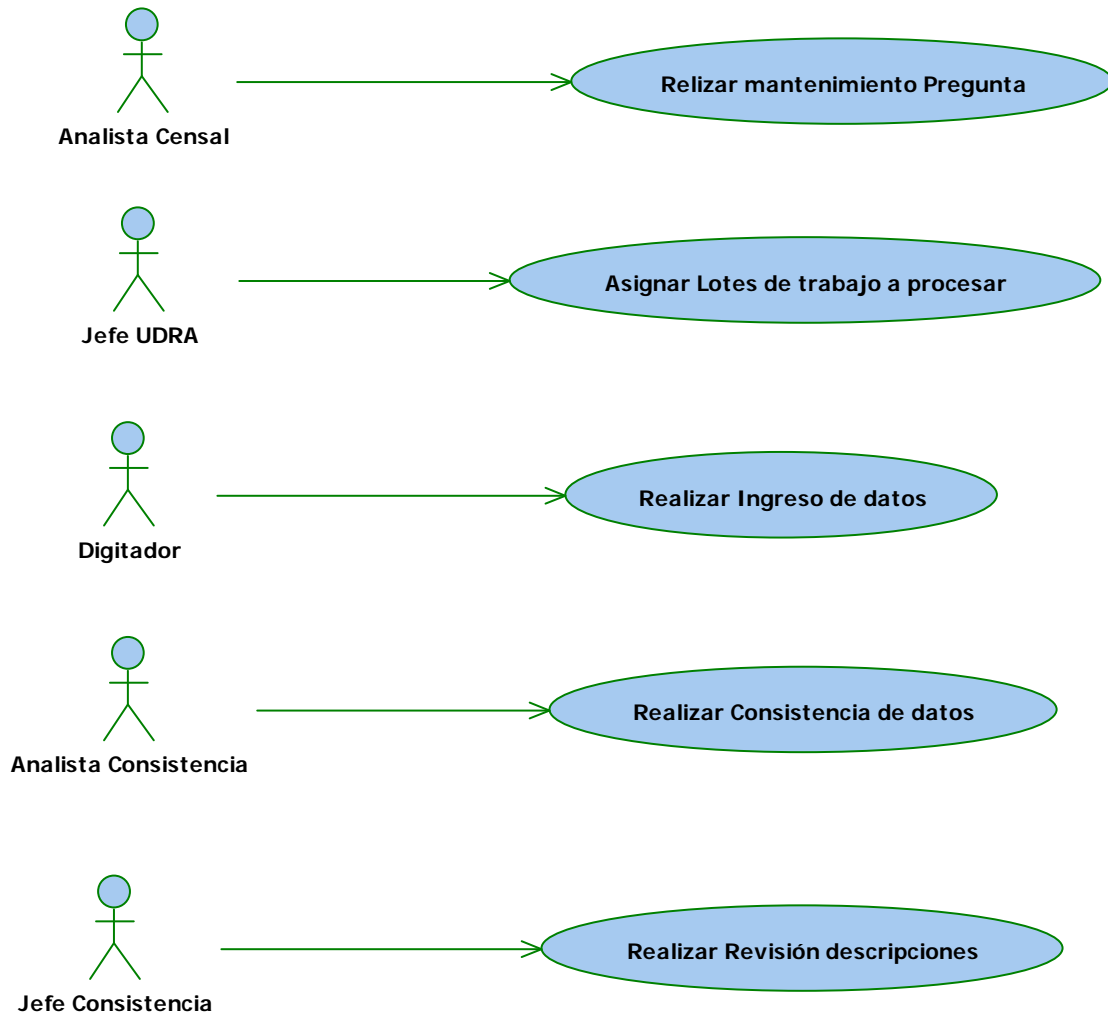 Relizar mantenimiento Pregunta
Analista Censal
Asignar Lotes de trabajo a procesar
Jefe UDRA
Realizar Ingreso de datos
Digitador
Realizar Consistencia de datos
Analista Consistencia
Realizar Revisión descripciones
Jefe Consistencia